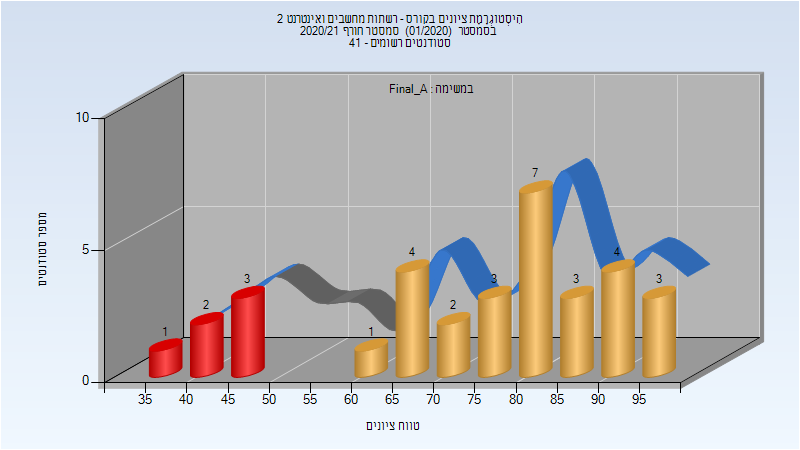 היסטוגרמת ציונים בקורס - רשתות מחשבים ואינטרנט 2
בסמסטר (01/2020) סמסטר חורף 2020/21
סטודנטים רשומים - 41
במשימה : Final_A
מספר סטודנטים
10
5
0
1
2
3
1
4
2
3
7
3
4
3
35 40 45 50 55 60 65 70 75 80 85 90 95
טווח ציונים